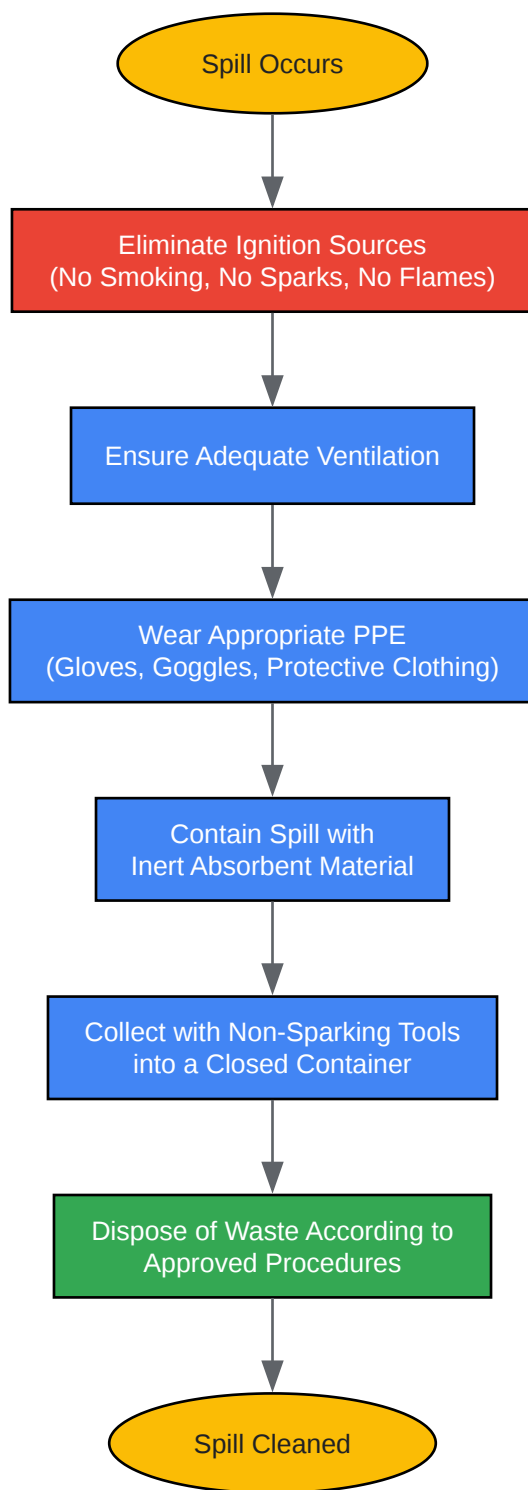 Spill Occurs
Eliminate Ignition Sources
(No Smoking, No Sparks, No Flames)
Ensure Adequate Ventilation
Wear Appropriate PPE
(Gloves, Goggles, Protective Clothing)
Contain Spill with
Inert Absorbent Material
Collect with Non-Sparking Tools
into a Closed Container
Dispose of Waste According to
Approved Procedures
Spill Cleaned